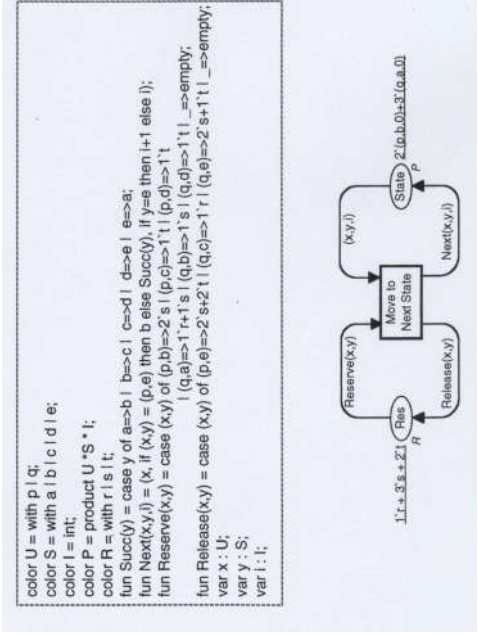 color U = with p | q;
color S = with a | b | c | d | e;
color I = int;
color P = product U *S * I;
color R = with r | s | t;
fun Succ(y) = case y of a=>b | b=>c | c=>d | d=>e | e=>a;
fun Next(x,y,i) = (x, if (x,y) = (p,e) then b else Succ(y), if y=e then i+1 else i);
fun Reserve(x,y) = case (x,y) of (p,b)=>2`s | (p,c)=>1`t | (p,d)=>1`t
| (q,a)=>1`r+1`s | (q,b)=>1`s | (q,d)=>1`t | _=>empty;
fun Release(x,y) = case (x,y) of (p,e)=>2`s+2`t | (q,c)=>1`r | (q,e)=>2`s+1`t | _=>empty;
var x : U;
var y : S;
var i : I;
Reserve(x,y)
(x,y,i)
1`r + 3`s + 2`t
Res
R
Move to
Next State
State
P
2`(p,b,0)+3`(q,a,0)
Release(x,y)
Next(x,y,i)